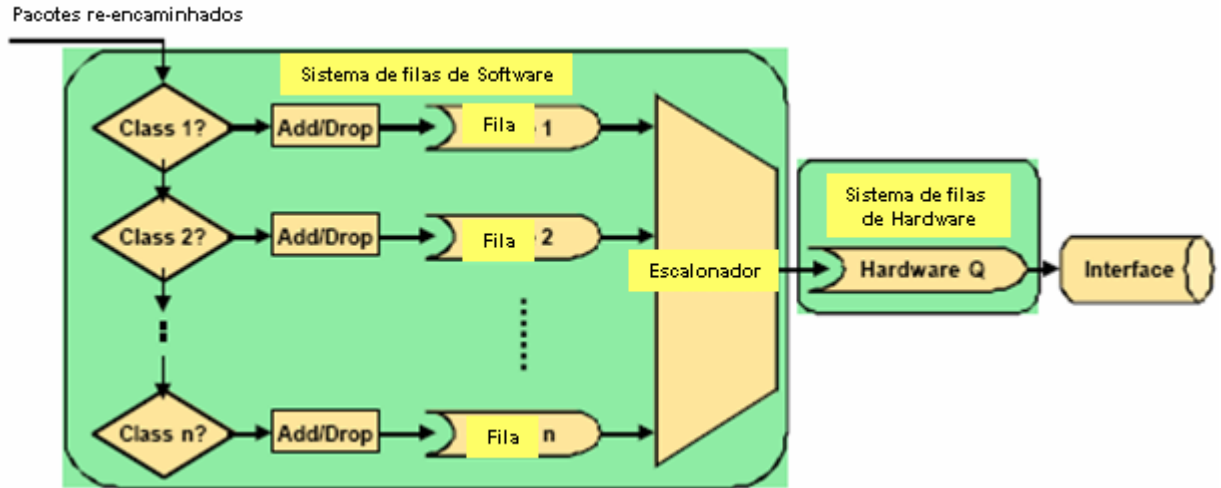 Pacotes re-encaminhados
Sistema de filas de Software
Class 1?
Add/Drop
Fila 1
Class 2?
Add/Drop
Fila 2
Escalonador
Sistema de filas
de Hardware
Hardware Q
Interface
Class n?
Add/Drop
Fila n